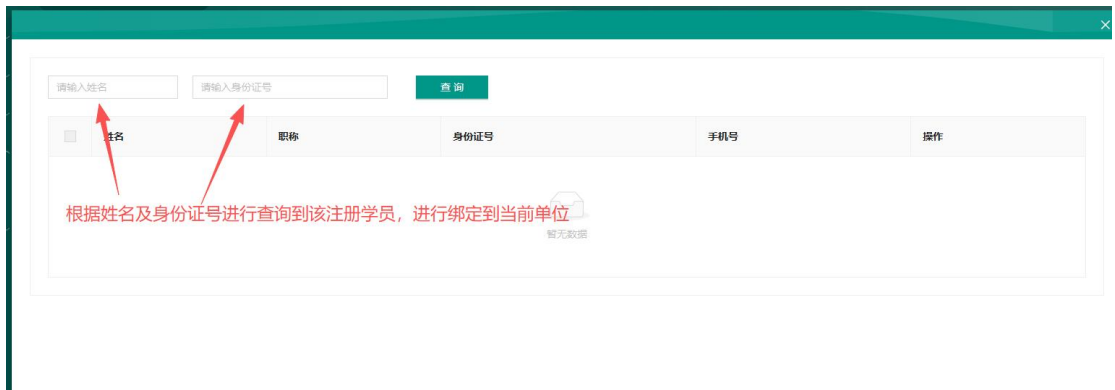 请输入姓名 请输入身份证号 查 询
姓名 职称 身份证号 手机号 操作
根据姓名及身份证号进行查询到该注册学员，进行绑定到当前单位
暂无数据